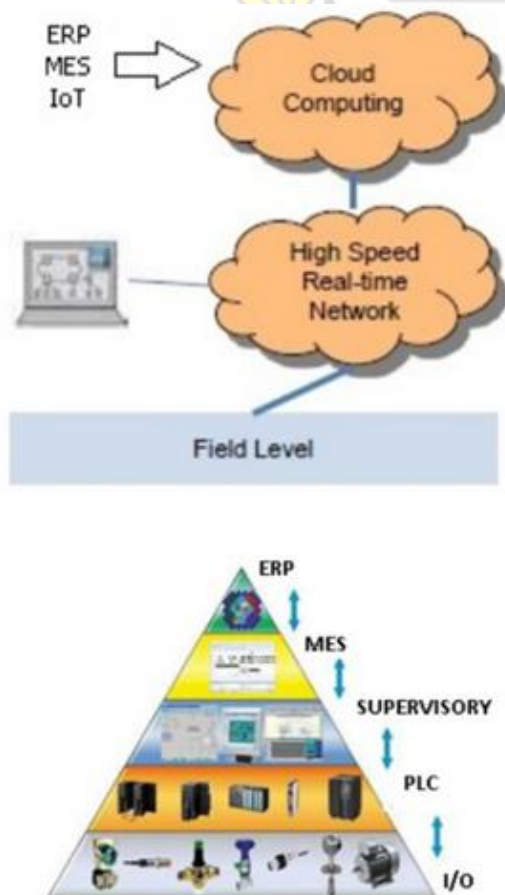 ERP
MES
IoT
Cloud
Computing
High Speed
Real-time
Network
Field Level
ERP
MES
SUPERVISORY
PLC
I/O